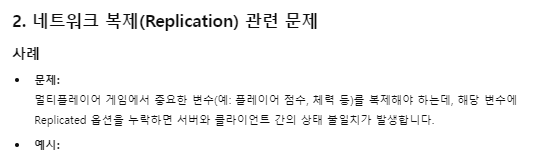 2. 네트워크 복제(Replication) 관련 문제
사례
• 문제:
멀티플레이어 게임에서 중요한 변수(예: 플레이어 점수, 체력 등)를 복제해야 하는데, 해당 변수에
Replicated 옵션을 누락하면 서버와 클라이언트 간의 상태 불일치가 발생합니다.
• 예시: